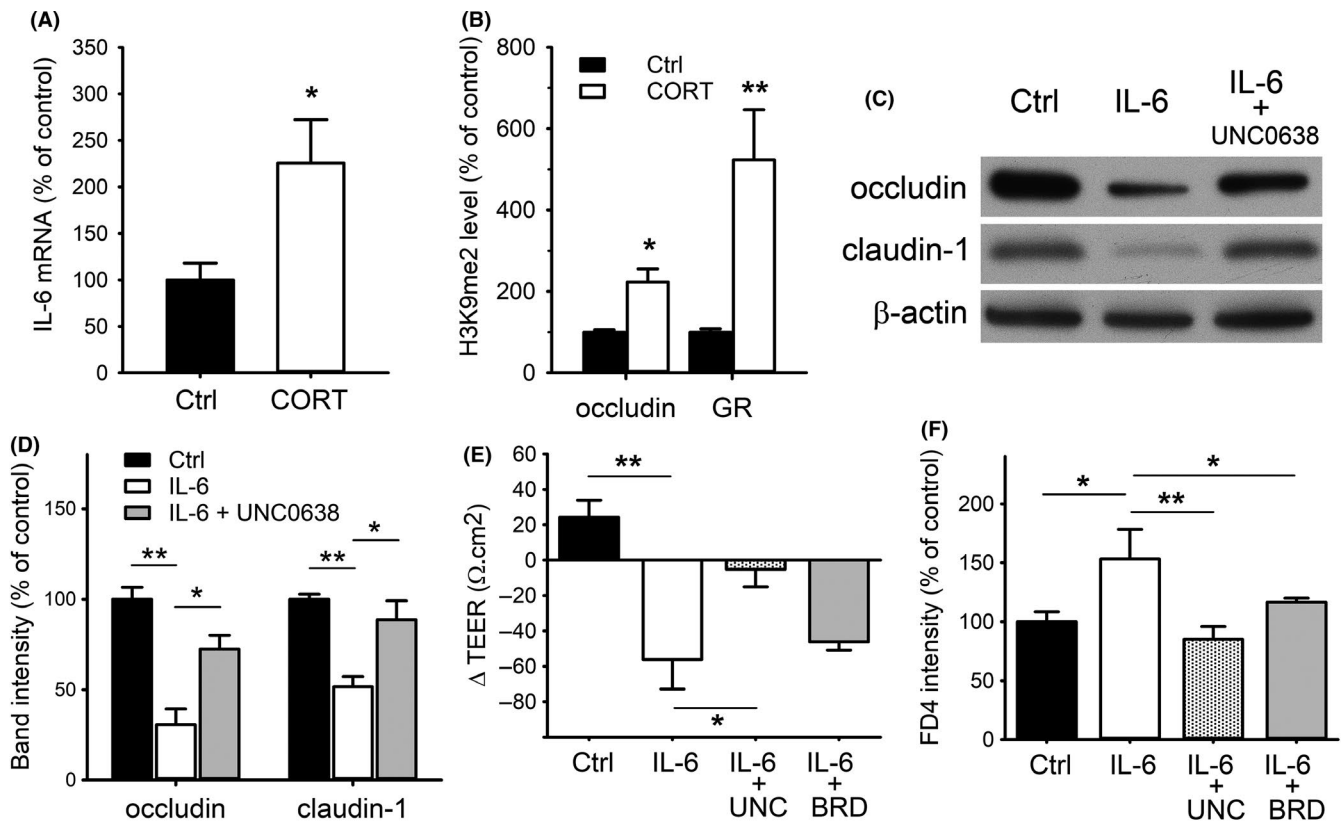 (A)
IL-6 mRNA (% of control)
350
300
250
200
150
100
50
0
*
Ctrl
CORT
(B)
H3K9me2 level (% of control)
800
600
400
200
0
Ctrl
CORT
*
**
occludin
GR
(C)
Ctrl
IL-6
IL-6
+
UNC0638
occludin
claudin-1
β-actin
(D)
Band intensity (% of control)
150
100
50
0
Ctrl
IL-6
IL-6 + UNC0638
**
*
**
*
occludin
claudin-1
(E)
Δ TEER (Ω.cm2)
60
40
20
0
–20
–40
–60
–80
**
*
Ctrl
IL-6
IL-6
+
UNC
IL-6
+
BRD
(F)
FD4 intensity (% of control)
200
150
100
50
0
*
*
**
Ctrl
IL-6
IL-6
+
UNC
IL-6
+
BRD